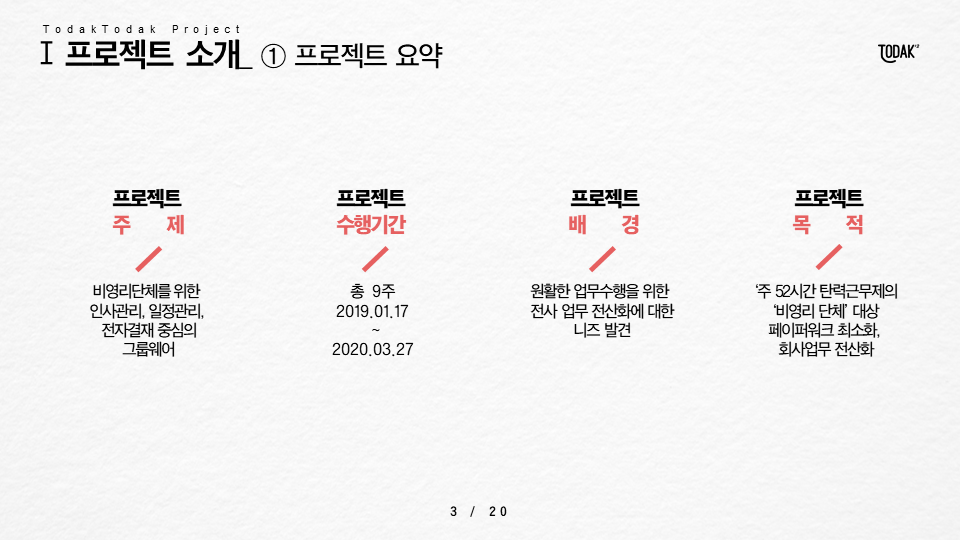 TodakTodak Project
I 프로젝트 소개_ ① 프로젝트 요약
TODAK
프로젝트
주 제
비영리단체를 위한
인사관리, 일정관리,
전자결재 중심의
그룹웨어
프로젝트
수행기간
총 9주
2019.01.17
~
2020.03.27
프로젝트
배 경
원활한 업무수행을 위한
전사 업무 전산화에 대한
니즈 발견
프로젝트
목 적
‘주 52시간 탄력근무제의
‘비영리 단체’ 대상
페이퍼워크 최소화,
회사업무 전산화
3 / 20